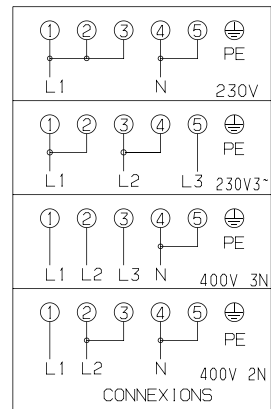 1 2 3 4 5
PE
L1 N 230V
1 2 3 4 5
PE
L1 L2 L3 230V3~
1 2 3 4 5
PE
L1 L2 L3 N 400V 3N
1 2 3 4 5
PE
L1 L2 N 400V 2N
CONNEXIONS